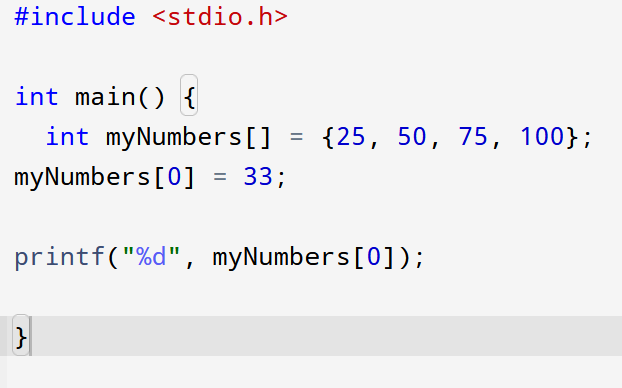 #include <stdio.h>
int main() {
int myNumbers[] = {25, 50, 75, 100};
myNumbers[0] = 33;
printf("%d", myNumbers[0]);
}